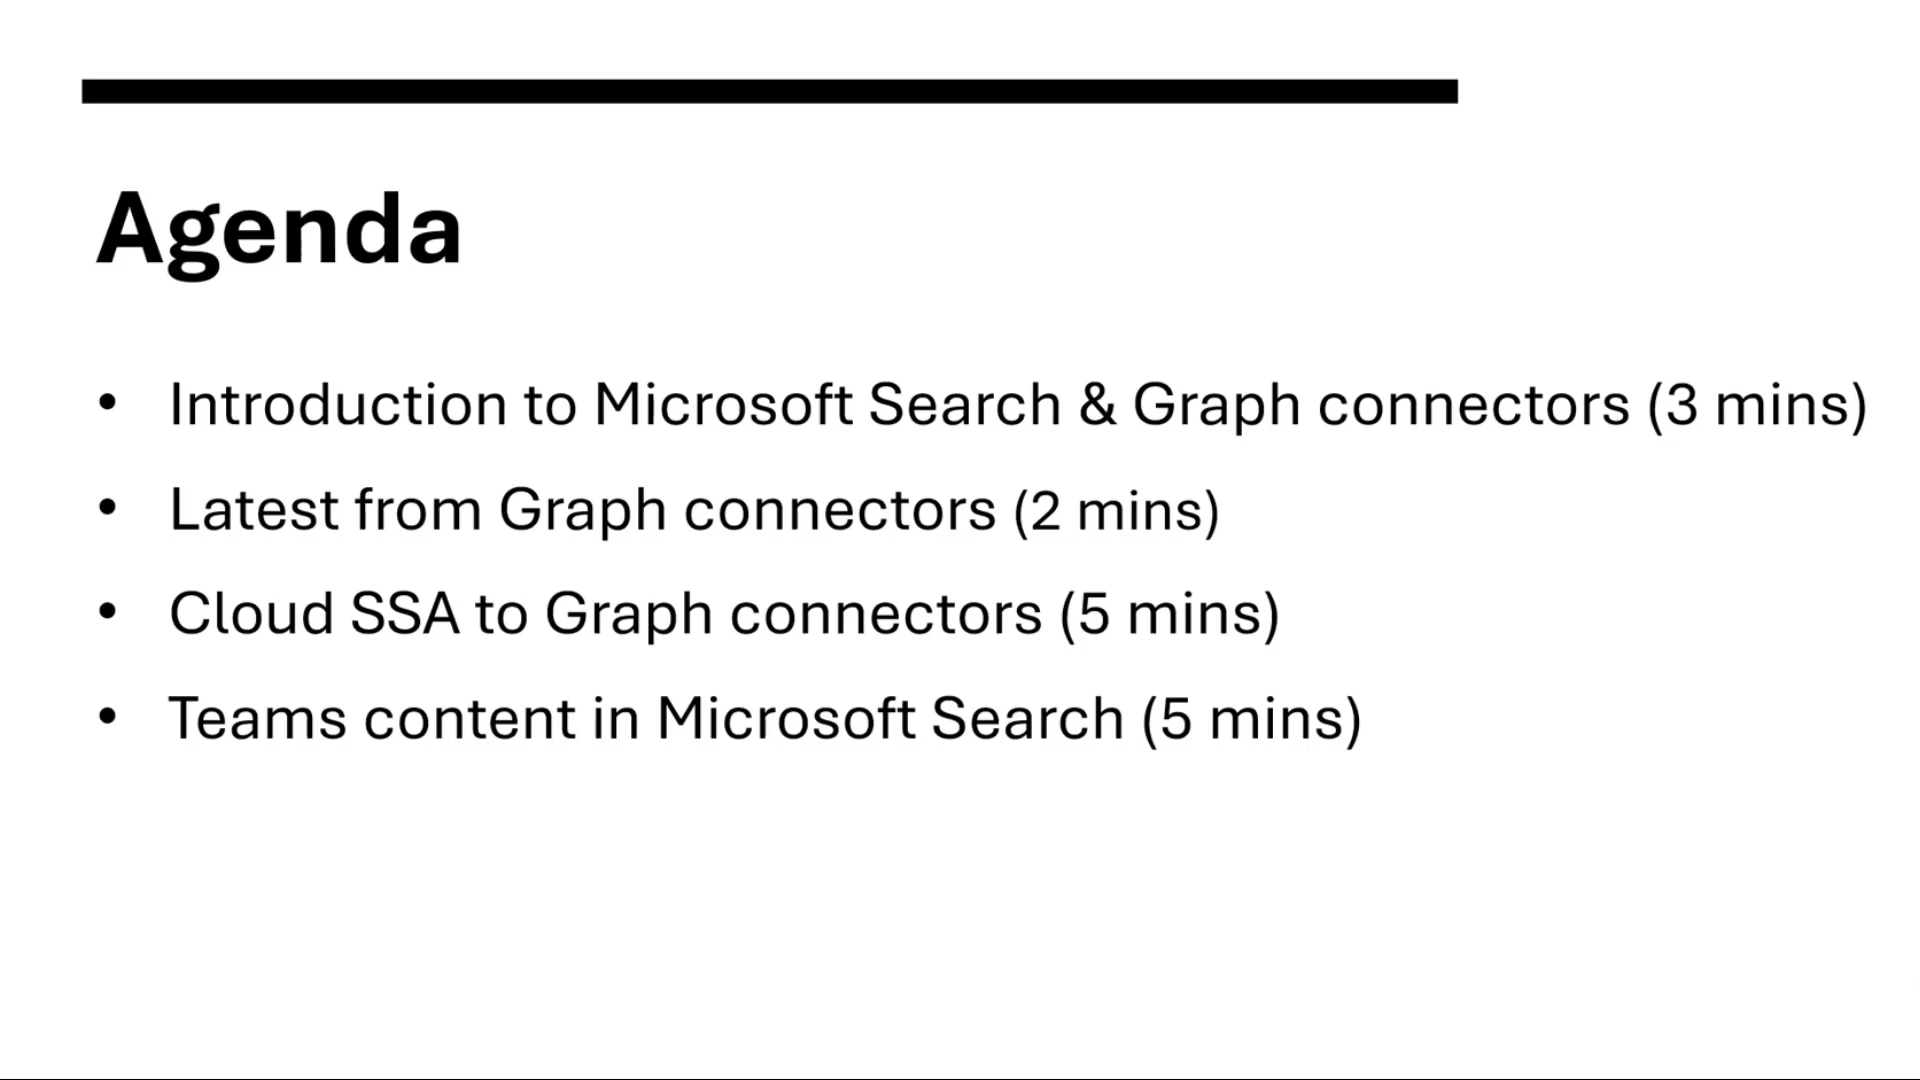 Agenda
• Introduction to Microsoft Search & Graph connectors (3 mins)
• Latest from Graph connectors (2 mins)
• Cloud SSA to Graph connectors (5 mins)
• Teams content in Microsoft Search (5 mins)